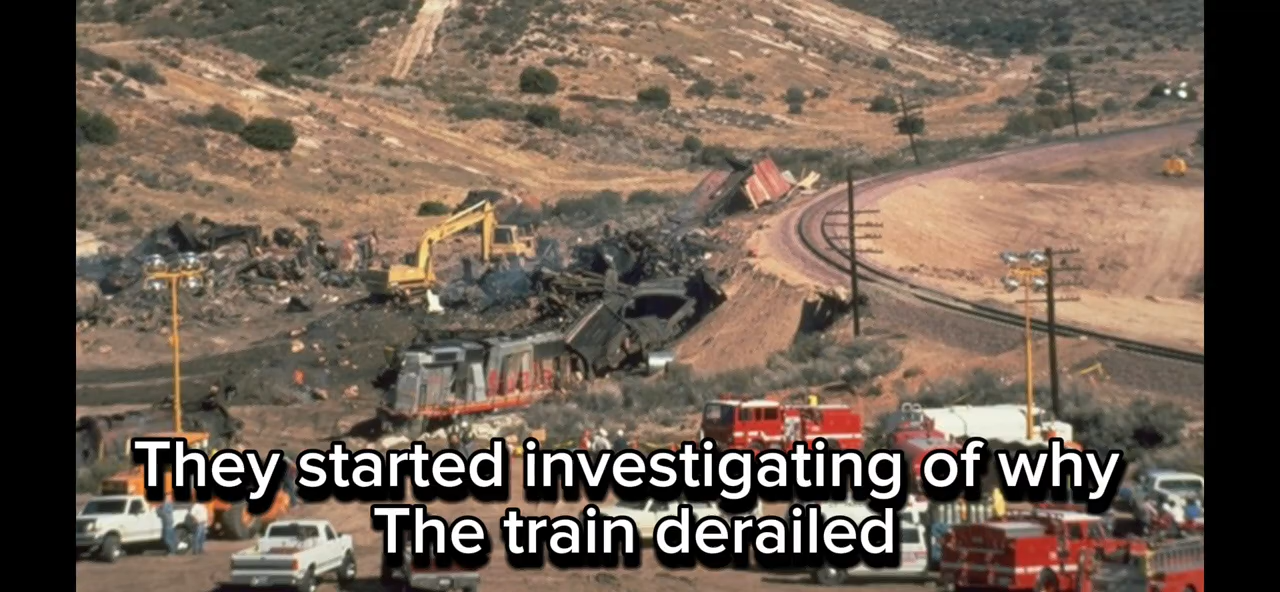 They started investigating of why
The train derailed